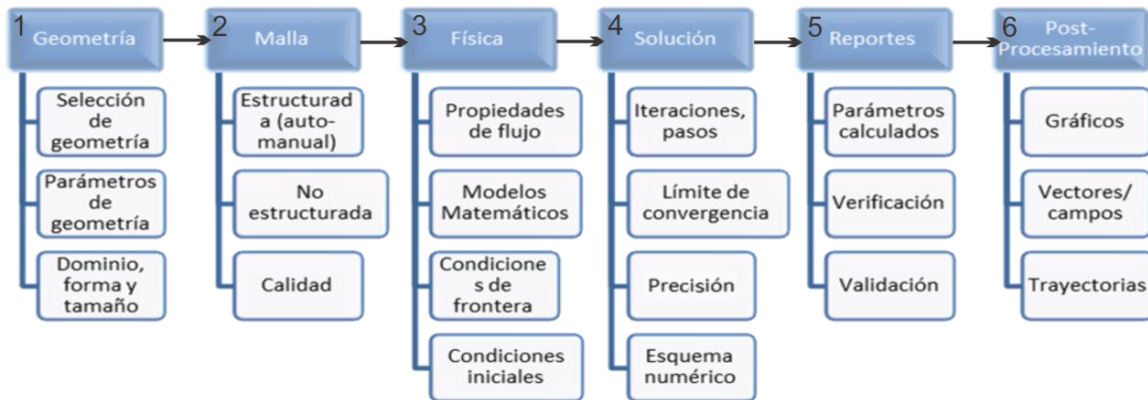 1 Geometría
2 Malla
3 Física
4 Solución
5 Reportes
6 Post-
Procesamiento
Selección
de
geometría
Parámetros
de
geometría
Dominio,
forma y
tamaño
Estructurad
a (auto-
manual)
No
estructurada
Calidad
Propiedades
de flujo
Modelos
Matemáticos
Condicione
s de
frontera
Condiciones
iniciales
Iteraciones,
pasos
Límite de
convergencia
Precisión
Esquema
numérico
Parámetros
calculados
Verificación
Validación
Gráficos
Vectores/
campos
Trayectorias